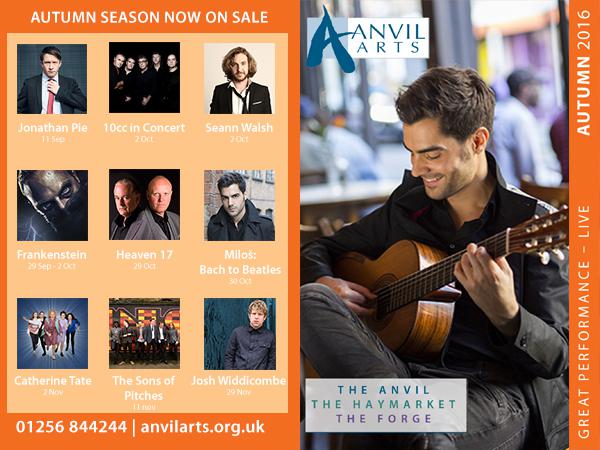 AUTUMN SEASON NOW ON SALE
Jonathan Pie
11 Sep
10cc in Concert
2 Oct
Seann Walsh
2 Oct
Frankenstein
29 Sep - 2 Oct
Heaven 17
29 Oct
Miloš:
Bach to Beatles
30 Oct
Catherine Tate
2 Nov
The Sons of
Pitches
11 nov
Josh Widdicombe
29 Nov
01256 844244 | anvilarts.org.uk
ANVIL
ARTS
THE ANVIL
THE HAYMARKET
THE FORGE
GREAT PERFORMANCE – LIVE
AUTUMN 2016